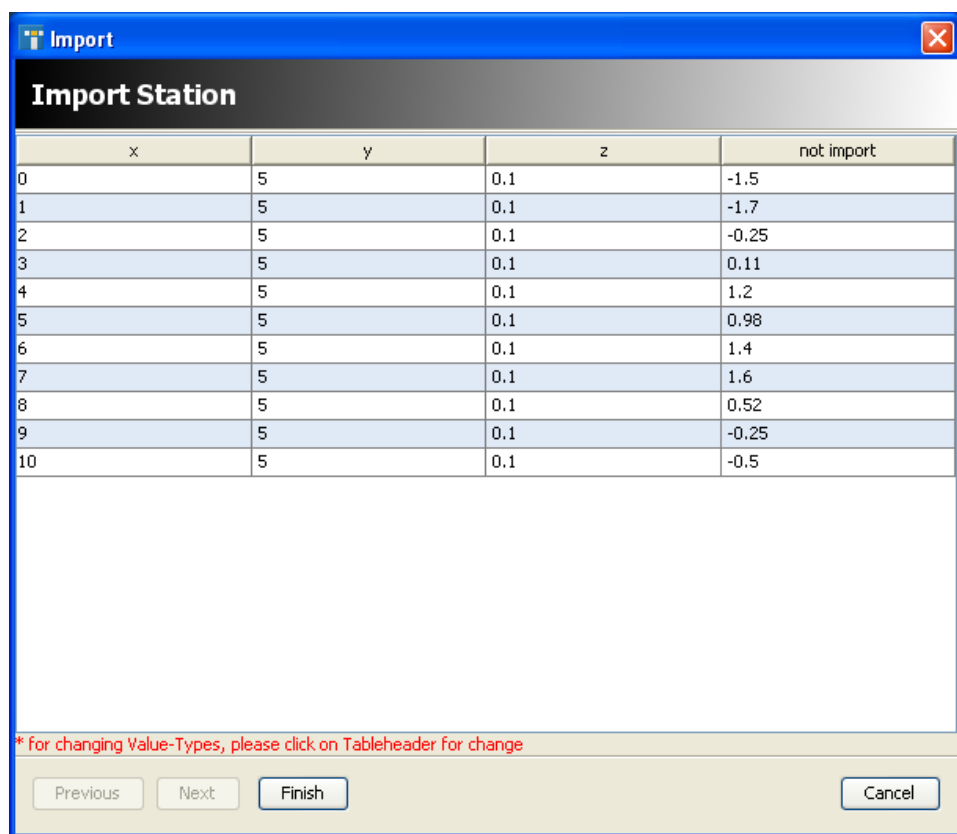 Import
Import Station
x y z not import
0 5 0.1 -1.5
1 5 0.1 -1.7
2 5 0.1 -0.25
3 5 0.1 0.11
4 5 0.1 1.2
5 5 0.1 0.98
6 5 0.1 1.4
7 5 0.1 1.6
8 5 0.1 0.52
9 5 0.1 -0.25
10 5 0.1 -0.5
* for changing Value-Types, please click on Tableheader for change
Previous Next Finish Cancel